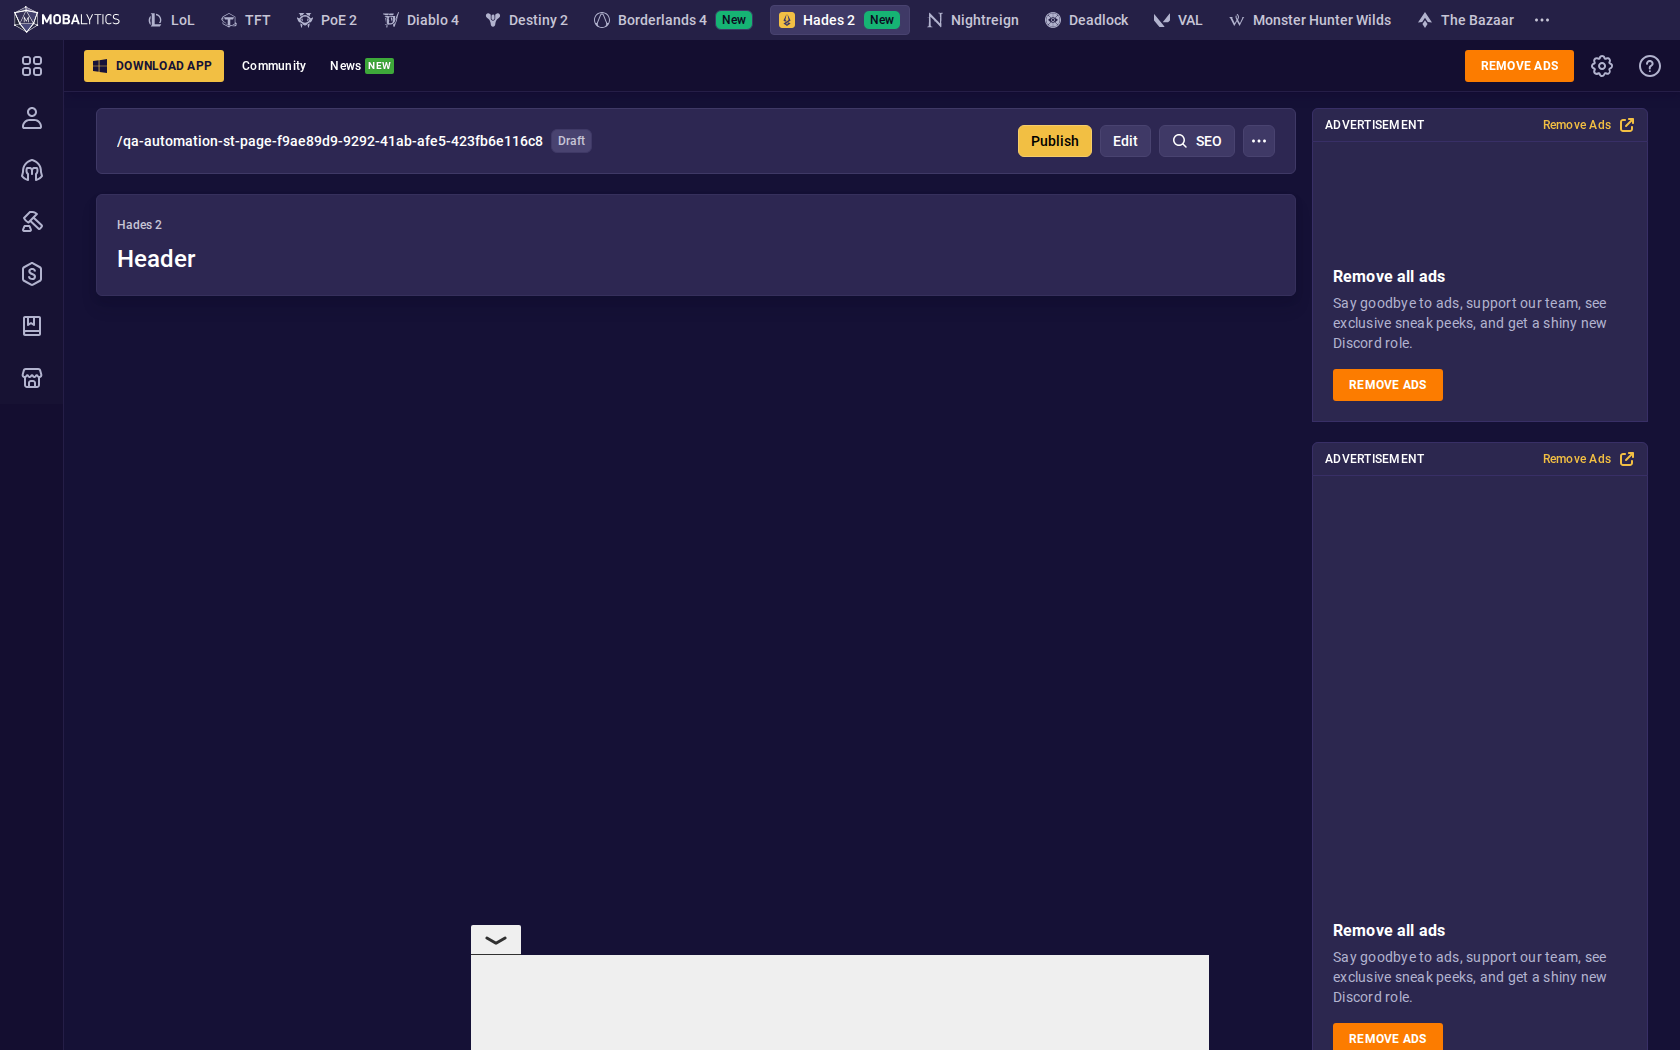 MOBALYTICS LoL TFT PoE 2 Diablo 4 Destiny 2 Borderlands 4 New Hades 2 New Nightreign Deadlock VAL Monster Hunter Wilds The Bazaar
DOWNLOAD APP Community News NEW REMOVE ADS
/qa-automation-st-page-f9ae89d9-9292-41ab-afe5-423fb6e116c8 Draft Publish Edit SEO
Hades 2
Header
ADVERTISEMENT Remove Ads
Remove all ads
Say goodbye to ads, support our team, see
exclusive sneak peeks, and get a shiny new
Discord role.
REMOVE ADS
ADVERTISEMENT Remove Ads
Remove all ads
Say goodbye to ads, support our team, see
exclusive sneak peeks, and get a shiny new
Discord role.
REMOVE ADS